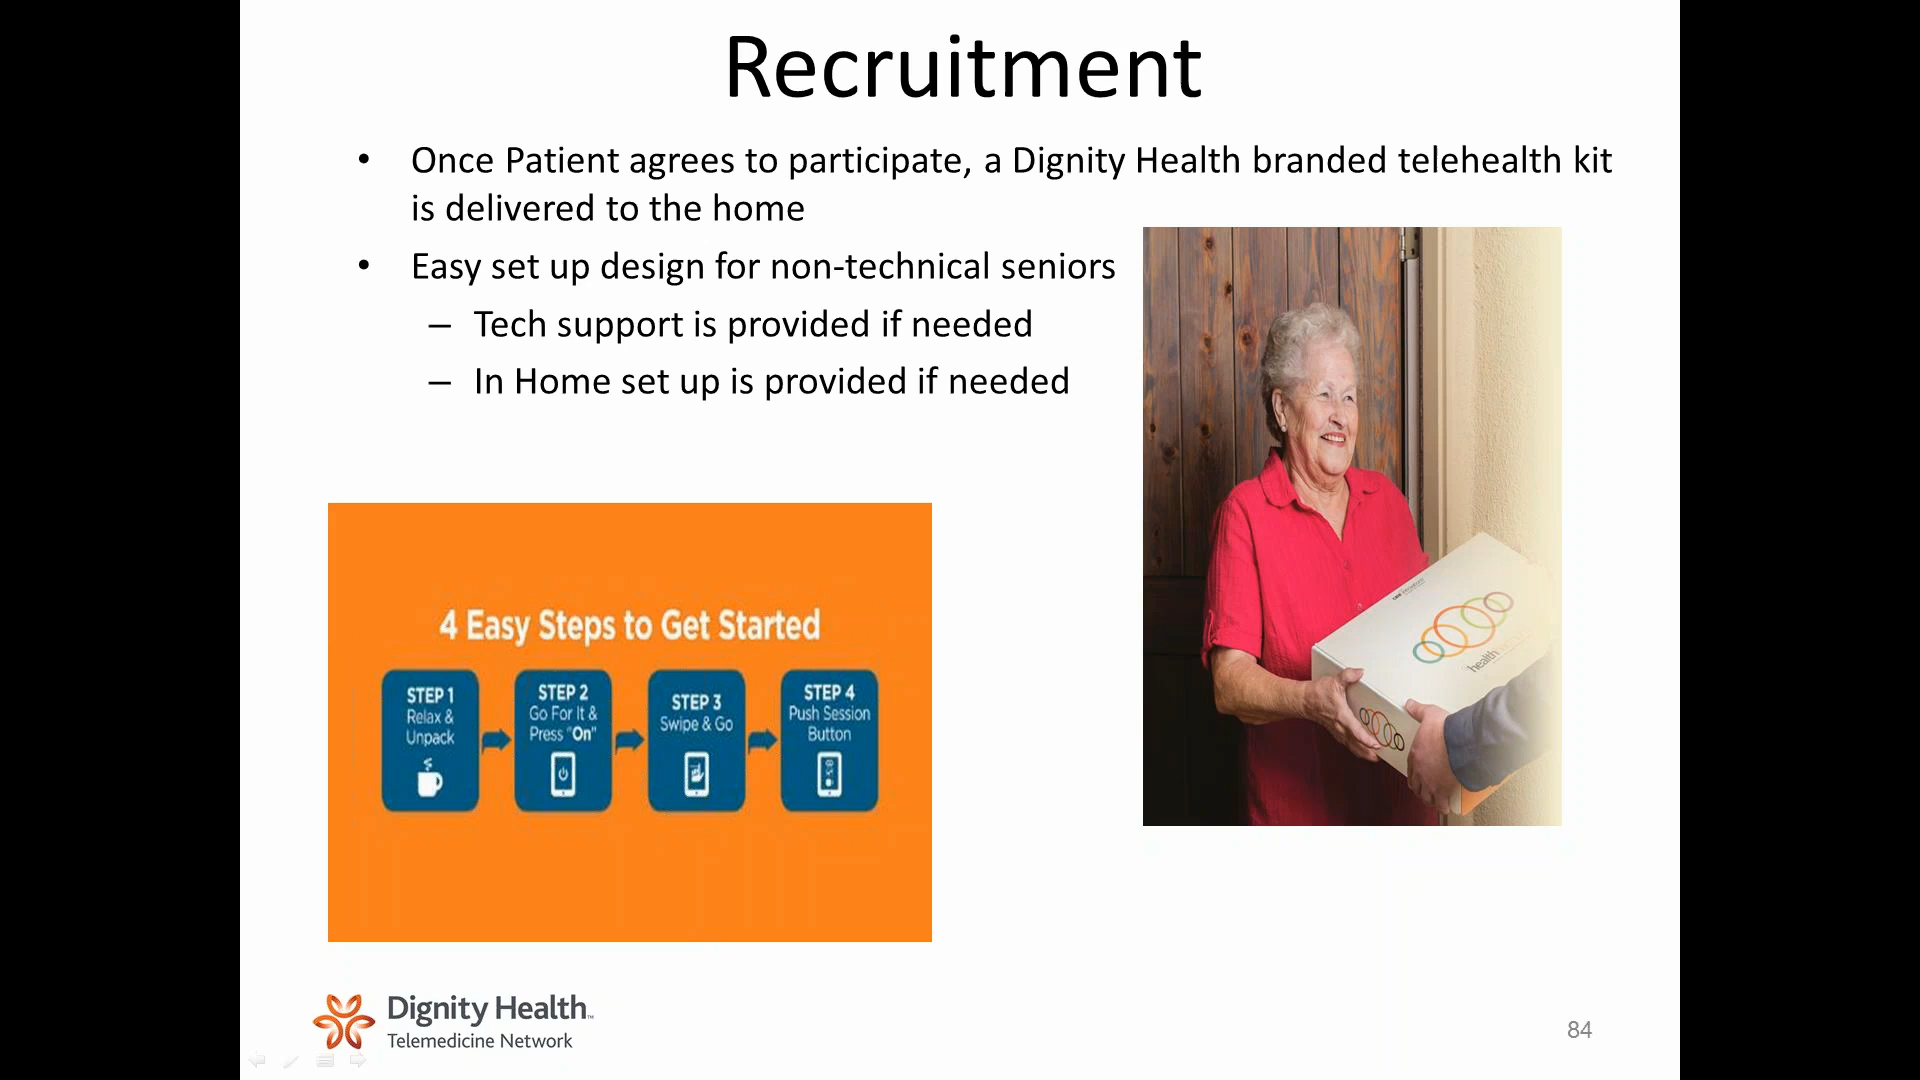 Recruitment
• Once Patient agrees to participate, a Dignity Health branded telehealth kit
is delivered to the home
• Easy set up design for non-technical seniors
– Tech support is provided if needed
– In Home set up is provided if needed
4 Easy Steps to Get Started
STEP 1
Relax &
Unpack
STEP 2
Go For It &
Press "On"
STEP 3
Swipe & Go
STEP 4
Push Session
Button
health
Dignity Health™
Telemedicine Network
84